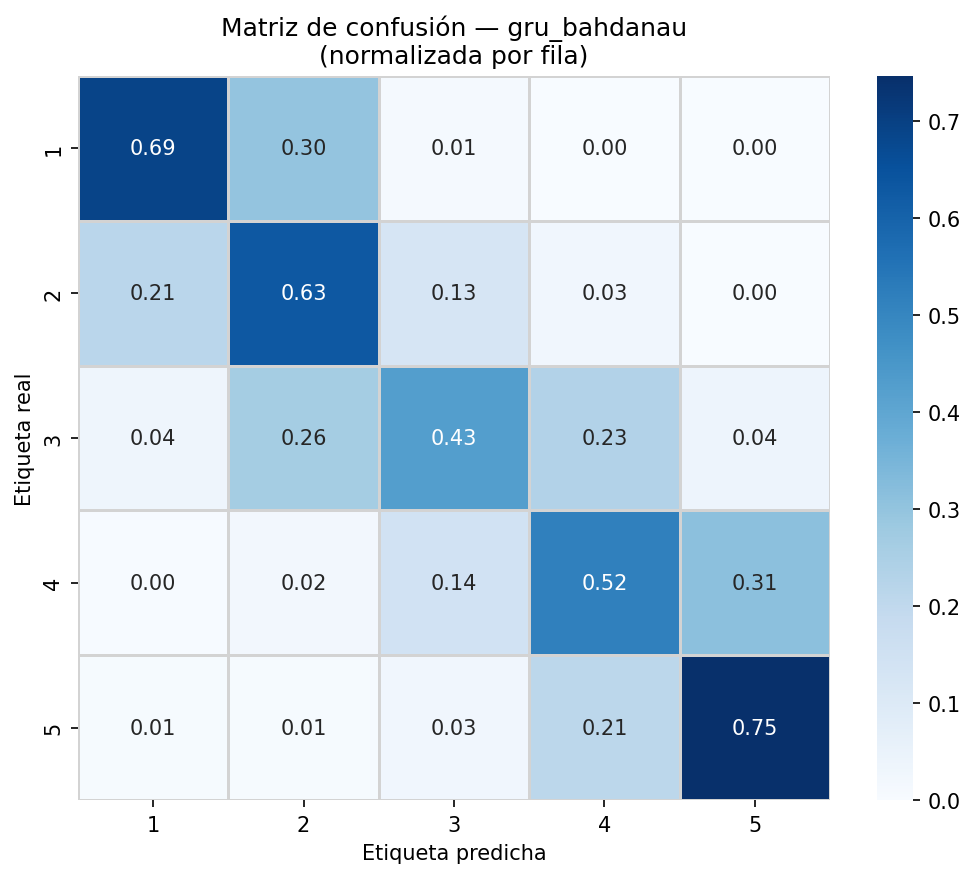 Matriz de confusión — gru_bahdanau
(normalizada por fila)
0.69 0.30 0.01 0.00 0.00
0.21 0.63 0.13 0.03 0.00
0.04 0.26 0.43 0.23 0.04
0.00 0.02 0.14 0.52 0.31
0.01 0.01 0.03 0.21 0.75
1
2
3
4
5
Etiqueta real
1 2 3 4 5
Etiqueta predicha
0.7
0.6
0.5
0.4
0.3
0.2
0.1
0.0